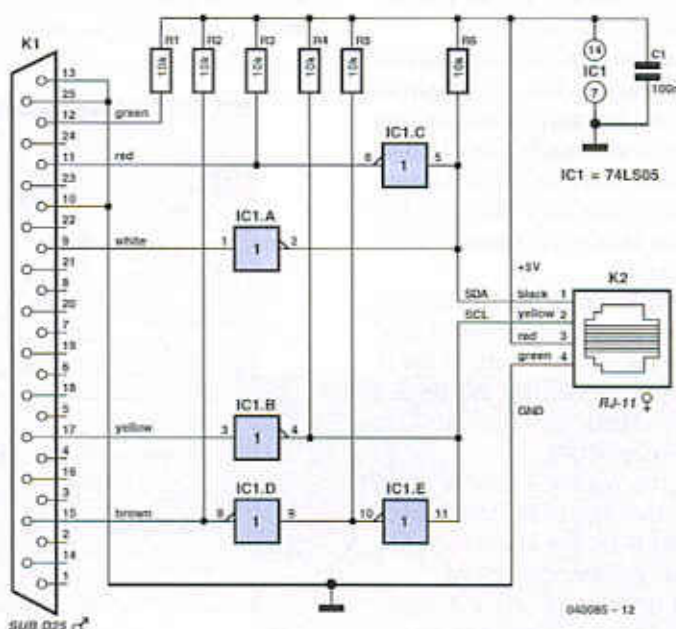 K1
R1
R2
R3
R4
R5
R6
10k
10k
10k
10k
10k
10k
14
IC1
7
C1
100n
IC1 = 74LS05
13
25
12
green
24
11
red
23
10
22
9
white
21
8
20
7
19
6
18
5
17
yellow
4
16
3
15
brown
2
14
1
SUB D25
IC1.C
6
5
IC1.A
1
1
2
1
IC1.B
3
4
1
IC1.D
8
9
1
IC1.E
10
11
1
+5V
K2
SDA
black
1
SCL
yellow
2
red
3
green
4
RJ-11
GND
040085 - 12